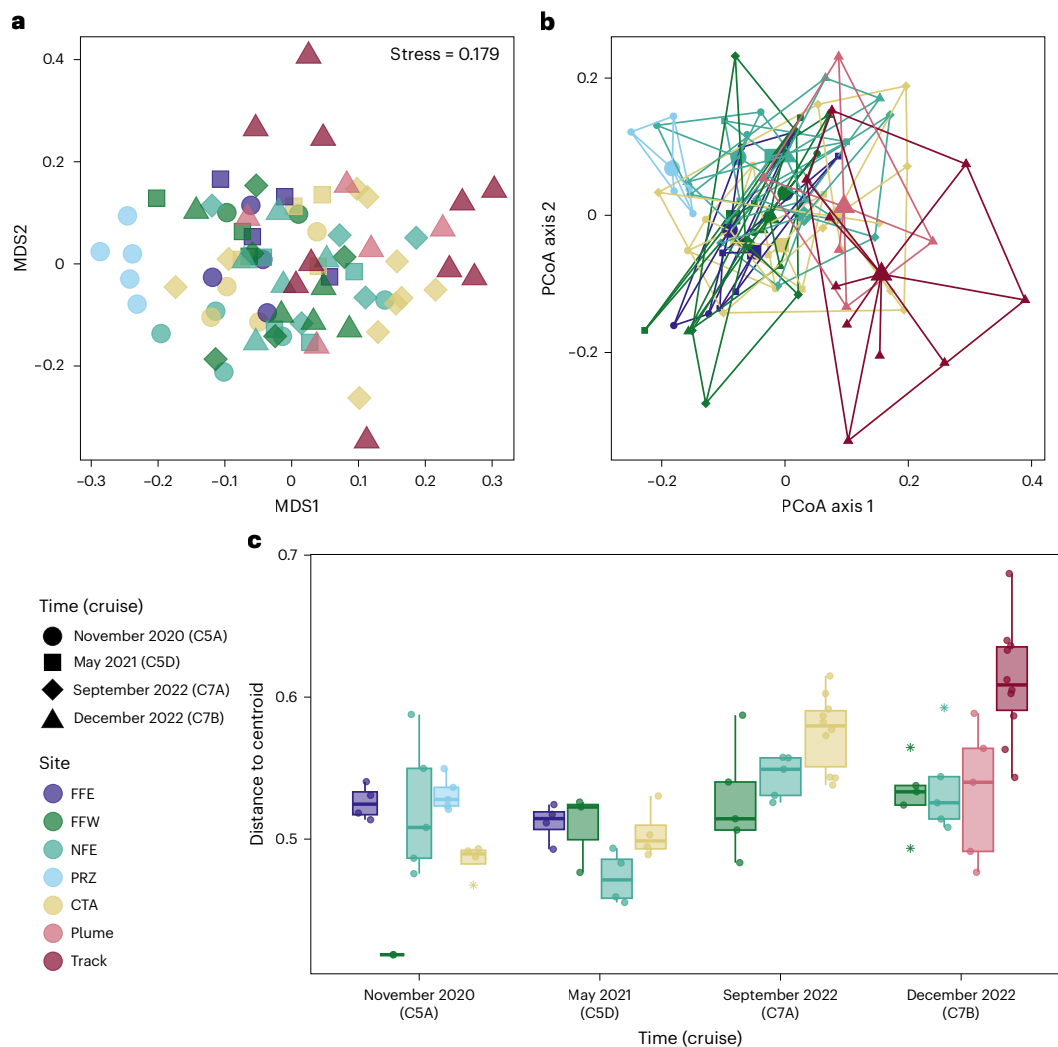 a
b
Stress = 0.179
0.4
0.2
0
−0.2
MDS2
−0.3
−0.2
−0.1
0
0.1
0.2
0.3
MDS1
0.2
0
−0.2
PCoA axis 2
−0.2
0
0.2
0.4
PCoA axis 1
c
0.7
0.6
0.5
Distance to centroid
November 2020
(C5A)
May 2021
(C5D)
September 2022
(C7A)
December 2022
(C7B)
Time (cruise)
Time (cruise)
November 2020 (C5A)
May 2021 (C5D)
September 2022 (C7A)
December 2022 (C7B)
Site
FFE
FFW
NFE
PRZ
CTA
Plume
Track